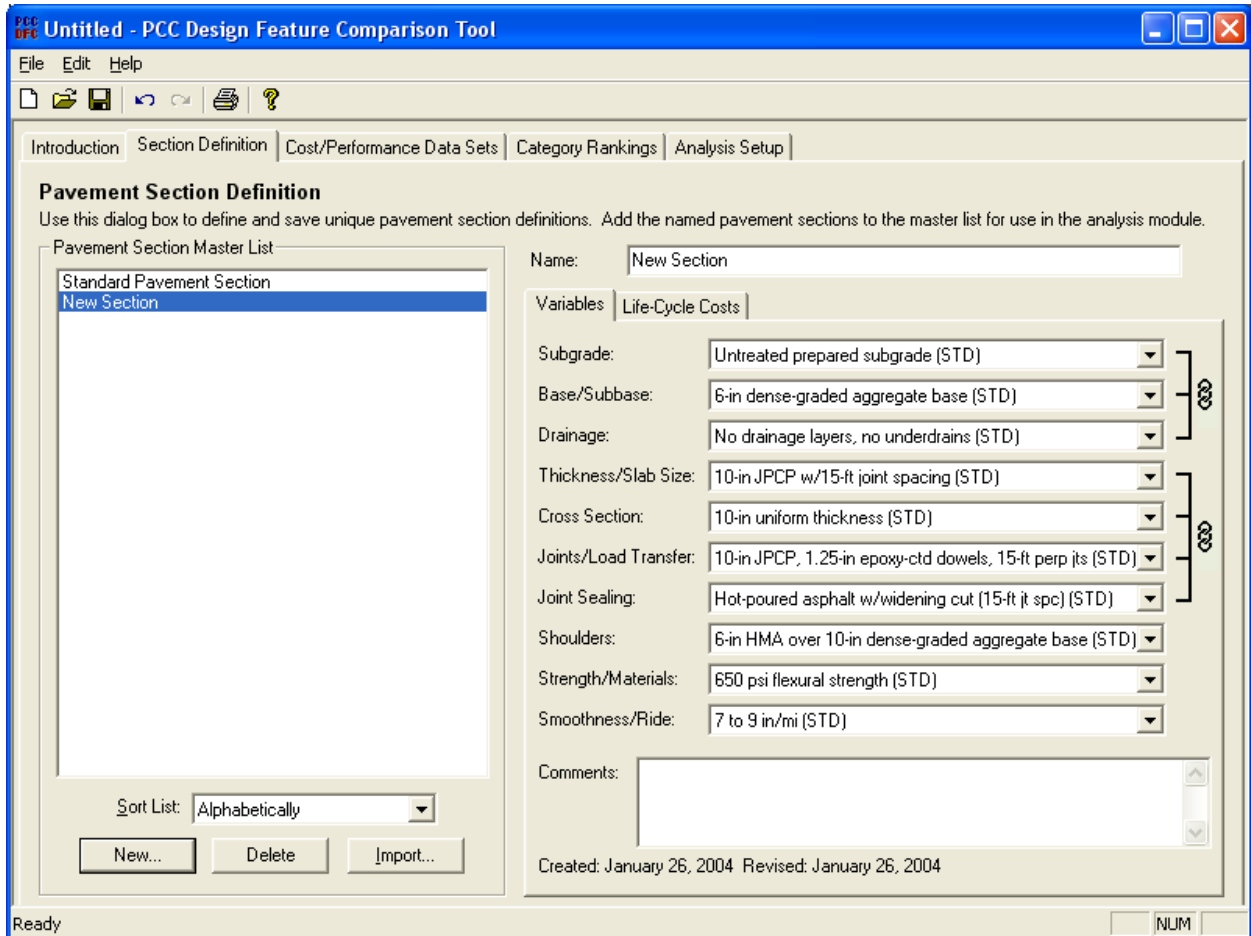 PCC
DFC
Untitled - PCC Design Feature Comparison Tool
File Edit Help
Introduction Section Definition Cost/Performance Data Sets Category Rankings Analysis Setup
Pavement Section Definition
Use this dialog box to define and save unique pavement section definitions. Add the named pavement sections to the master list for use in the analysis module.
Pavement Section Master List
Standard Pavement Section
New Section
Sort List: Alphabetically
New... Delete Import...
Name: New Section
Variables Life-Cycle Costs
Subgrade: Untreated prepared subgrade (STD)
Base/Subbase: 6-in dense-graded aggregate base (STD)
Drainage: No drainage layers, no underdrains (STD)
Thickness/Slab Size: 10-in JPCP w/15-ft joint spacing (STD)
Cross Section: 10-in uniform thickness (STD)
Joints/Load Transfer: 10-in JPCP, 1.25-in epoxy-ctd dowels, 15-ft perp jts (STD)
Joint Sealing: Hot-poured asphalt w/widening cut (15-ft jt spc) (STD)
Shoulders: 6-in HMA over 10-in dense-graded aggregate base (STD)
Strength/Materials: 650 psi flexural strength (STD)
Smoothness/Ride: 7 to 9 in/mi (STD)
Comments:
Created: January 26, 2004 Revised: January 26, 2004
Ready NUM